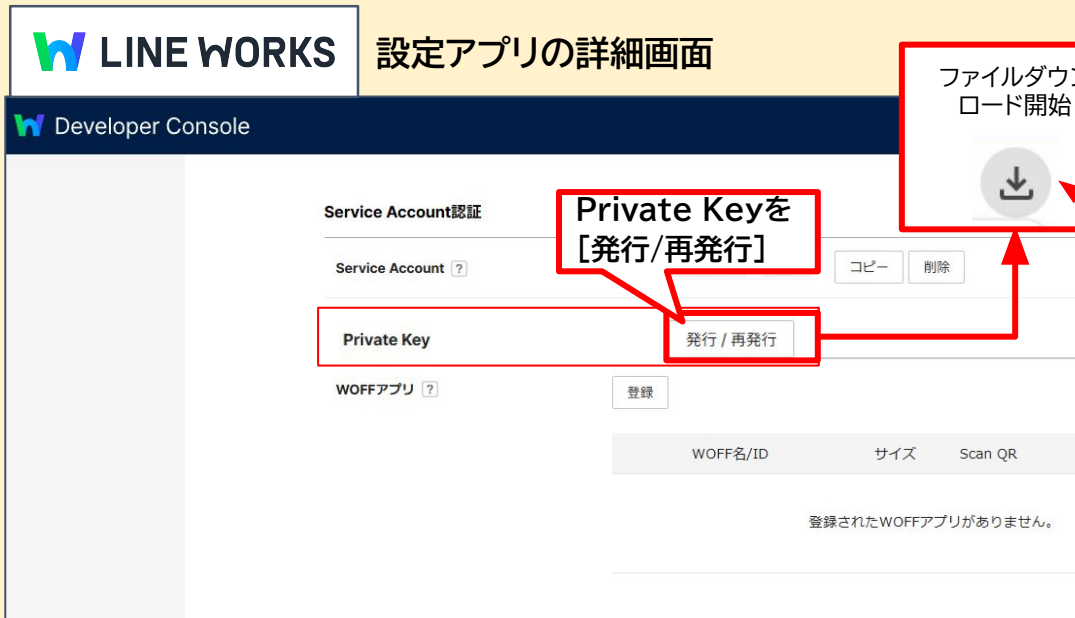 LINE WORKS
設定アプリの詳細画面
ファイルダウン
ロード開始
Developer Console
Service Account認証
Private Keyを
[発行/再発行]
Service Account ?
コピー
削除
Private Key
発行 / 再発行
WOFFアプリ ?
登録
WOFF名/ID
サイズ
Scan QR
登録されたWOFFアプリがありません。